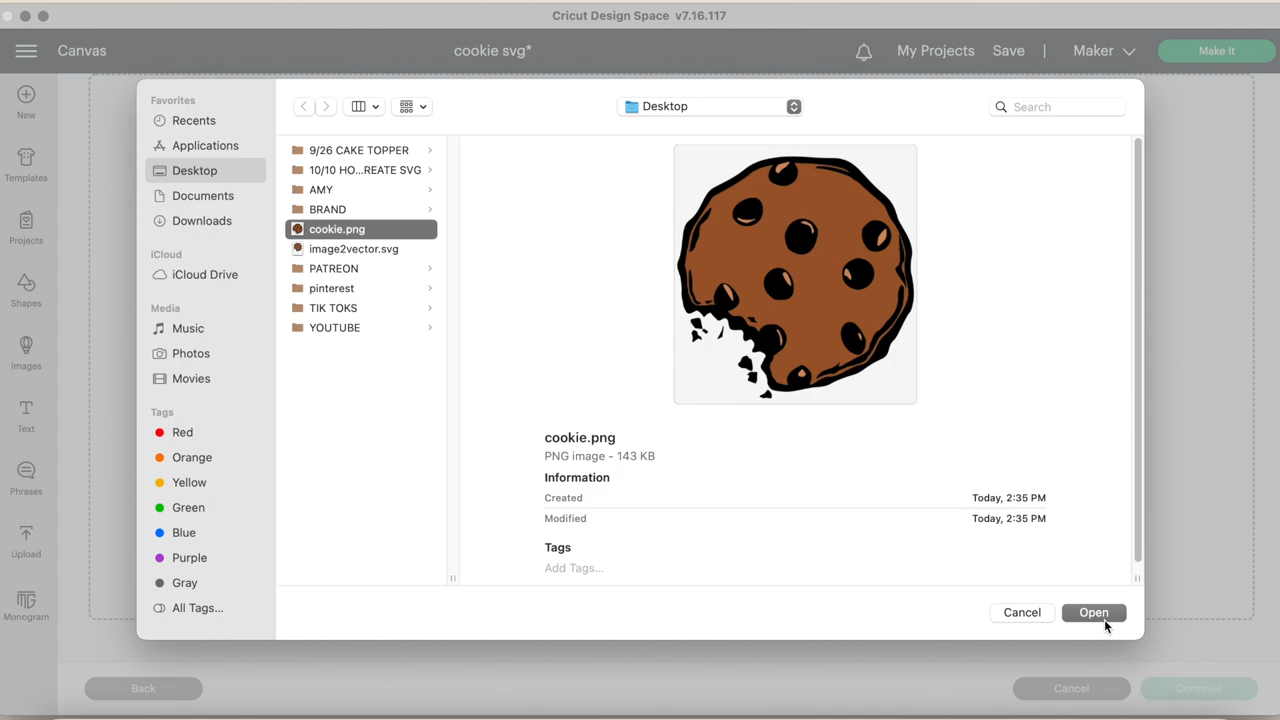 Cricut Design Space v7.16.117
Canvas
cookie svg*
My Projects
Save
|
Maker
Make It
New
Templates
Projects
Shapes
Images
Text
Phrases
Upload
Monogram
Favorites
Recents
Applications
Desktop
Documents
Downloads
iCloud
iCloud Drive
Media
Music
Photos
Movies
Tags
Red
Orange
Yellow
Green
Blue
Purple
Gray
All Tags...
Desktop
Search
9/26 CAKE TOPPER
10/10 HO...REATE SVG
AMY
BRAND
cookie.png
image2vector.svg
PATREON
pinterest
TIK TOKS
YOUTUBE
cookie.png
PNG image - 143 KB
Information
Created Today, 2:35 PM
Modified Today, 2:35 PM
Tags
Add Tags...
Cancel
Open
Back
Cancel
Continue